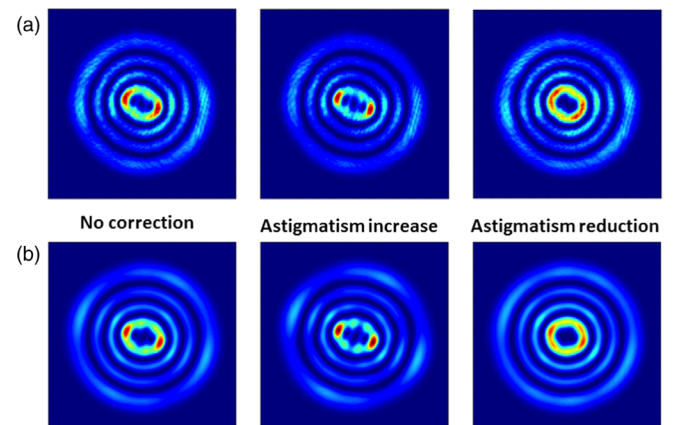 (a)
No correction
Astigmatism increase
Astigmatism reduction
(b)